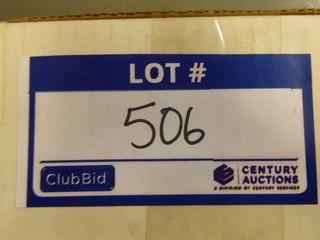 LOT #
506
ClubBid
CENTURY
AUCTIONS
A DIVISION OF CENTURY SERVICES